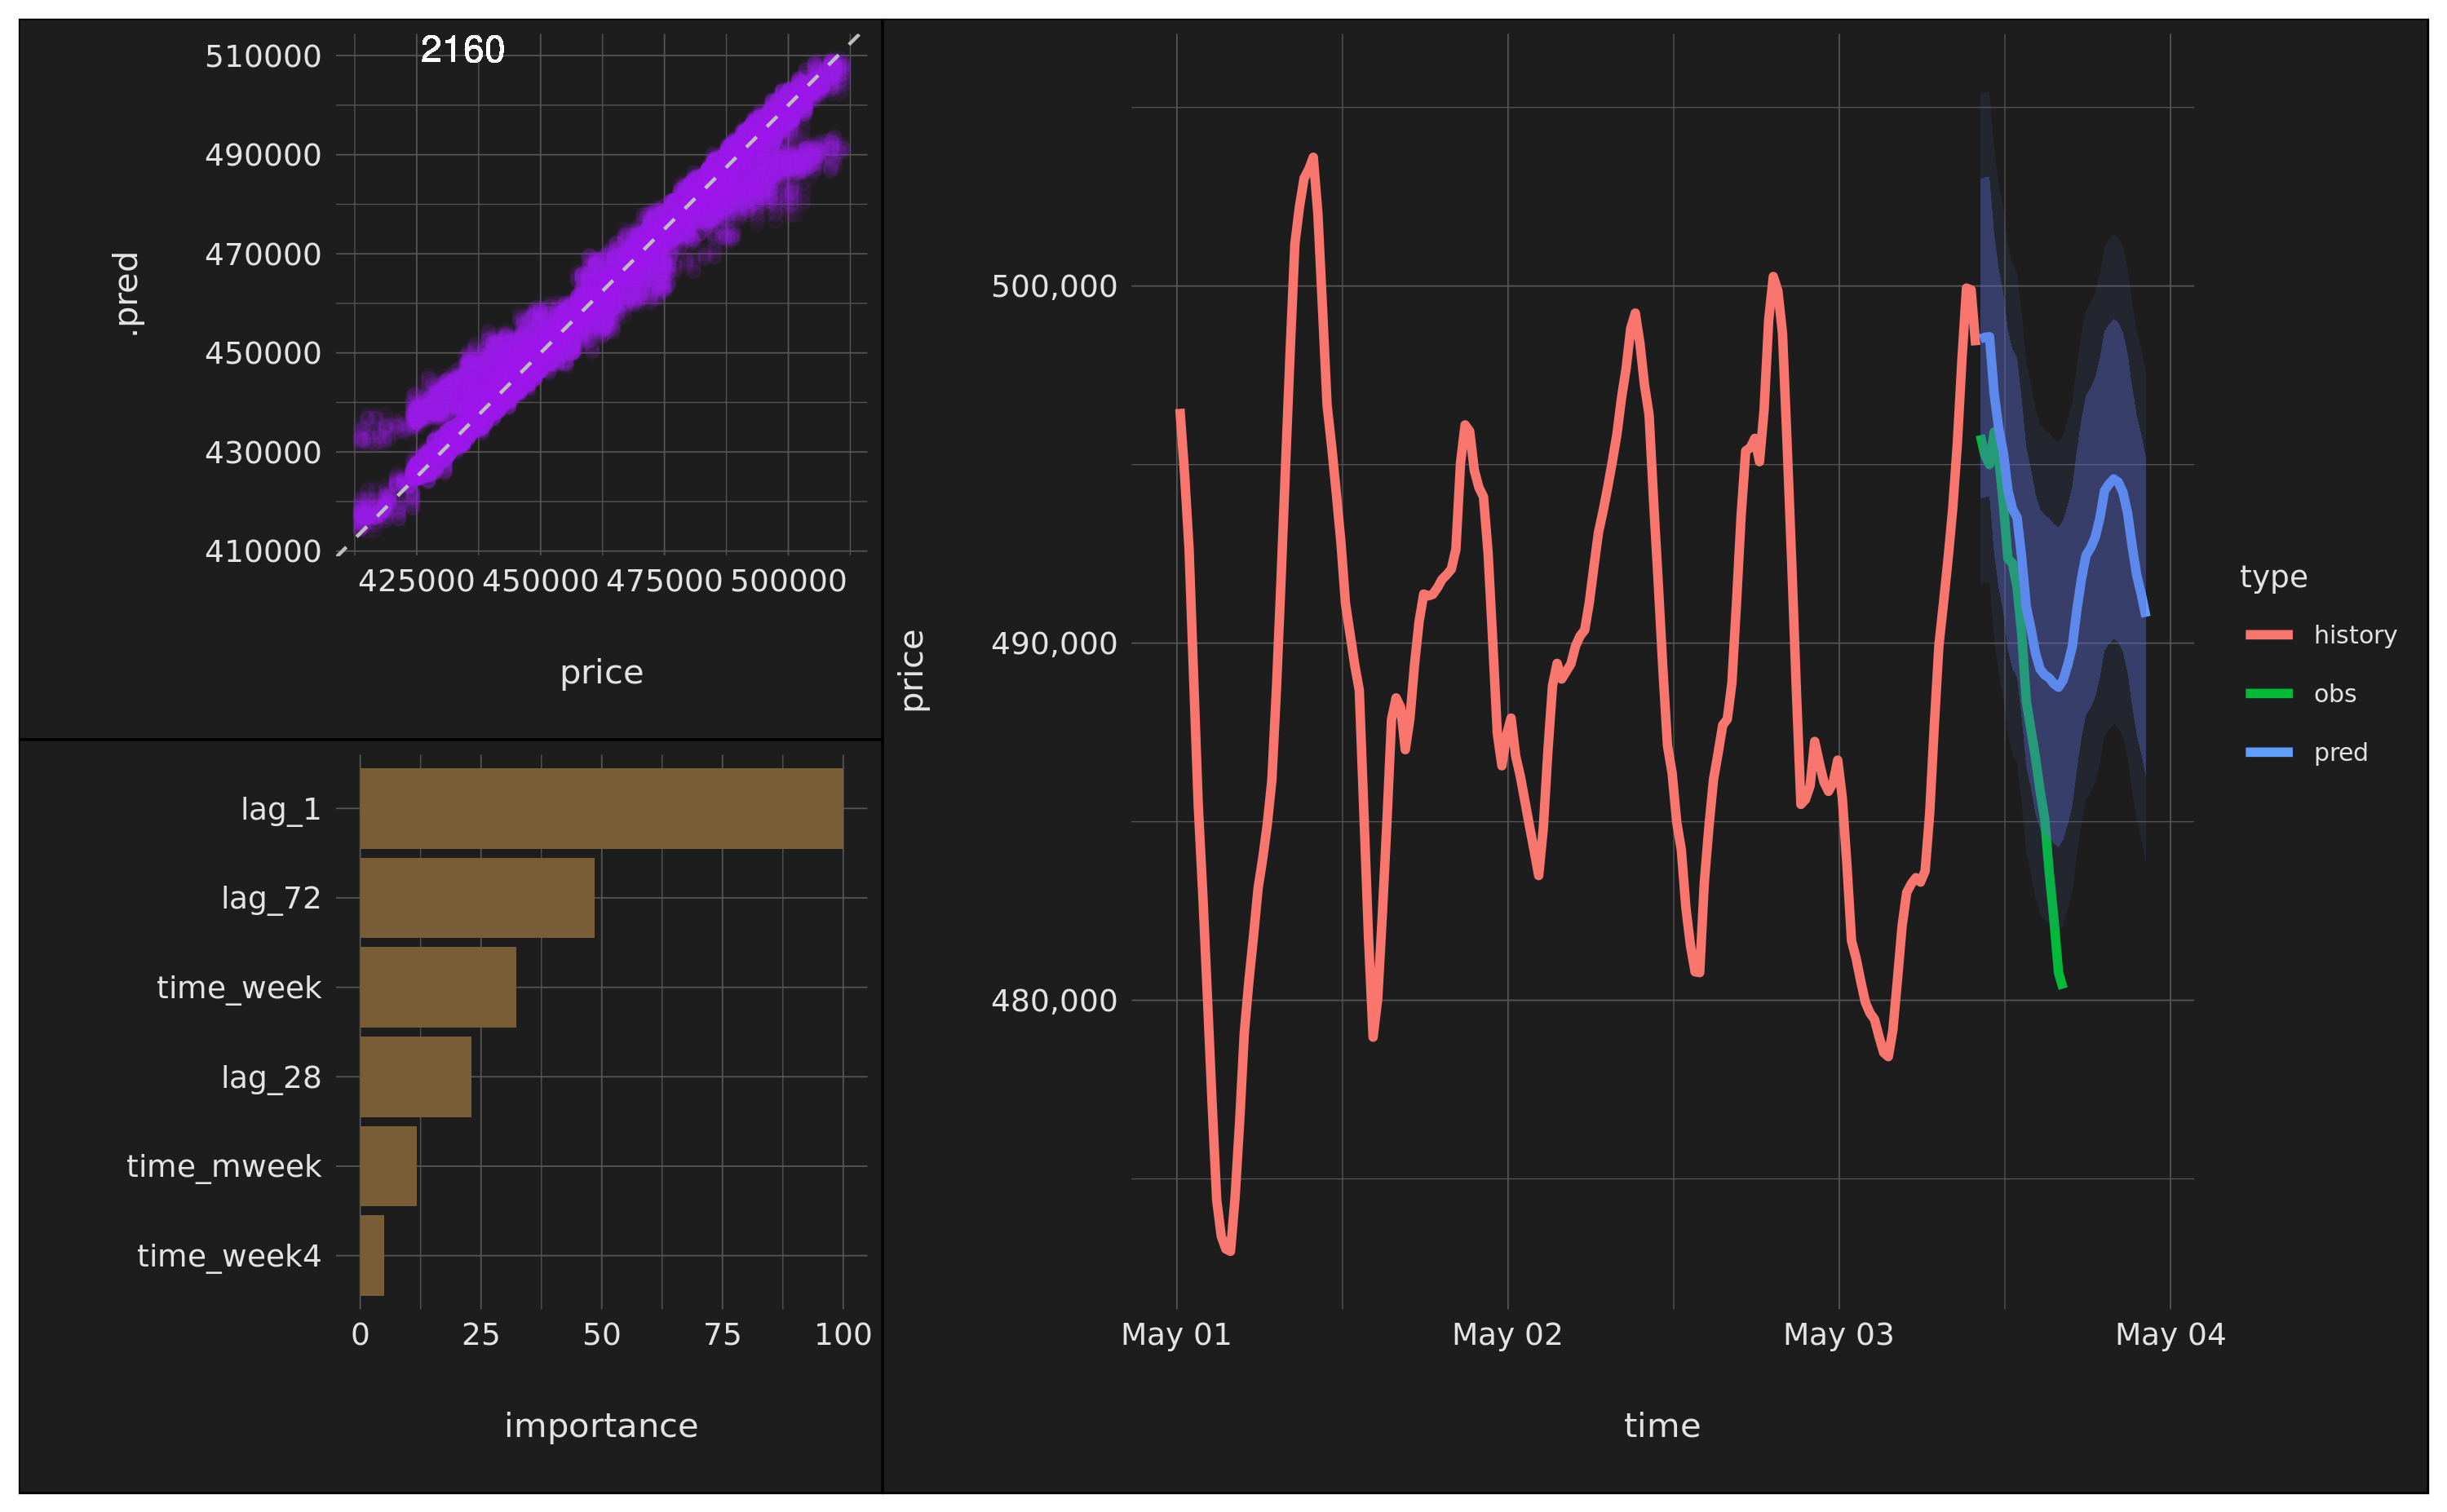 2160
510000
490000
470000
450000
430000
410000
.pred
425000 450000 475000 500000
price
lag_1
lag_72
time_week
lag_28
time_mweek
time_week4
0 25 50 75 100
importance
500,000
490,000
480,000
price
May 01 May 02 May 03 May 04
time
type
history
obs
pred